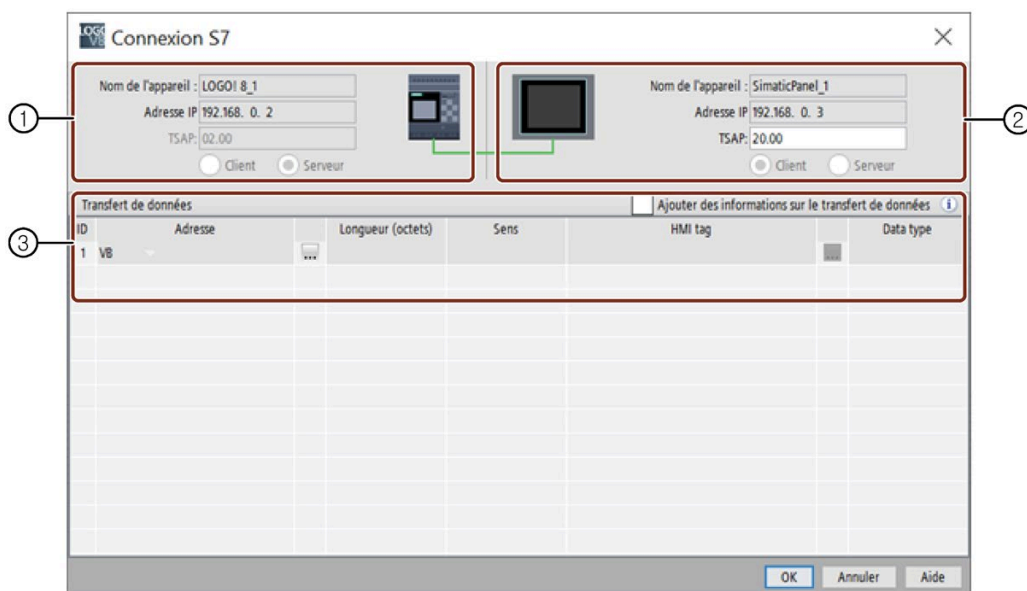 LOGO V8 Connexion S7
Nom de l'appareil : LOGO! 8_1
Adresse IP 192.168. 0. 2
TSAP: 02.00
Client Serveur
Nom de l'appareil : SimaticPanel_1
Adresse IP 192.168. 0. 3
TSAP: 20.00
Client Serveur
1
2
3
Transfert de données Ajouter des informations sur le transfert de données i
ID Adresse Longueur (octets) Sens HMI tag Data type
1 VB ... ...
OK Annuler Aide